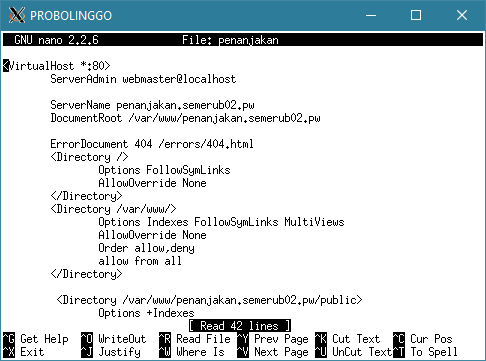 PROBOLINGGO
GNU nano 2.2.6 File: penanjakan
<VirtualHost *:80>
ServerAdmin webmaster@localhost
ServerName penanjakan.semerub02.pw
DocumentRoot /var/www/penanjakan.semerub02.pw
ErrorDocument 404 /errors/404.html
<Directory />
Options FollowSymLinks
AllowOverride None
</Directory>
<Directory /var/www/>
Options Indexes FollowSymLinks MultiViews
AllowOverride None
Order allow,deny
allow from all
</Directory>
<Directory /var/www/penanjakan.semerub02.pw/public>
Options +Indexes
[ Read 42 lines ]
^G Get Help ^O WriteOut ^R Read File ^Y Prev Page ^K Cut Text ^C Cur Pos
^X Exit ^J Justify ^W Where Is ^V Next Page ^U UnCut Text ^T To Spell